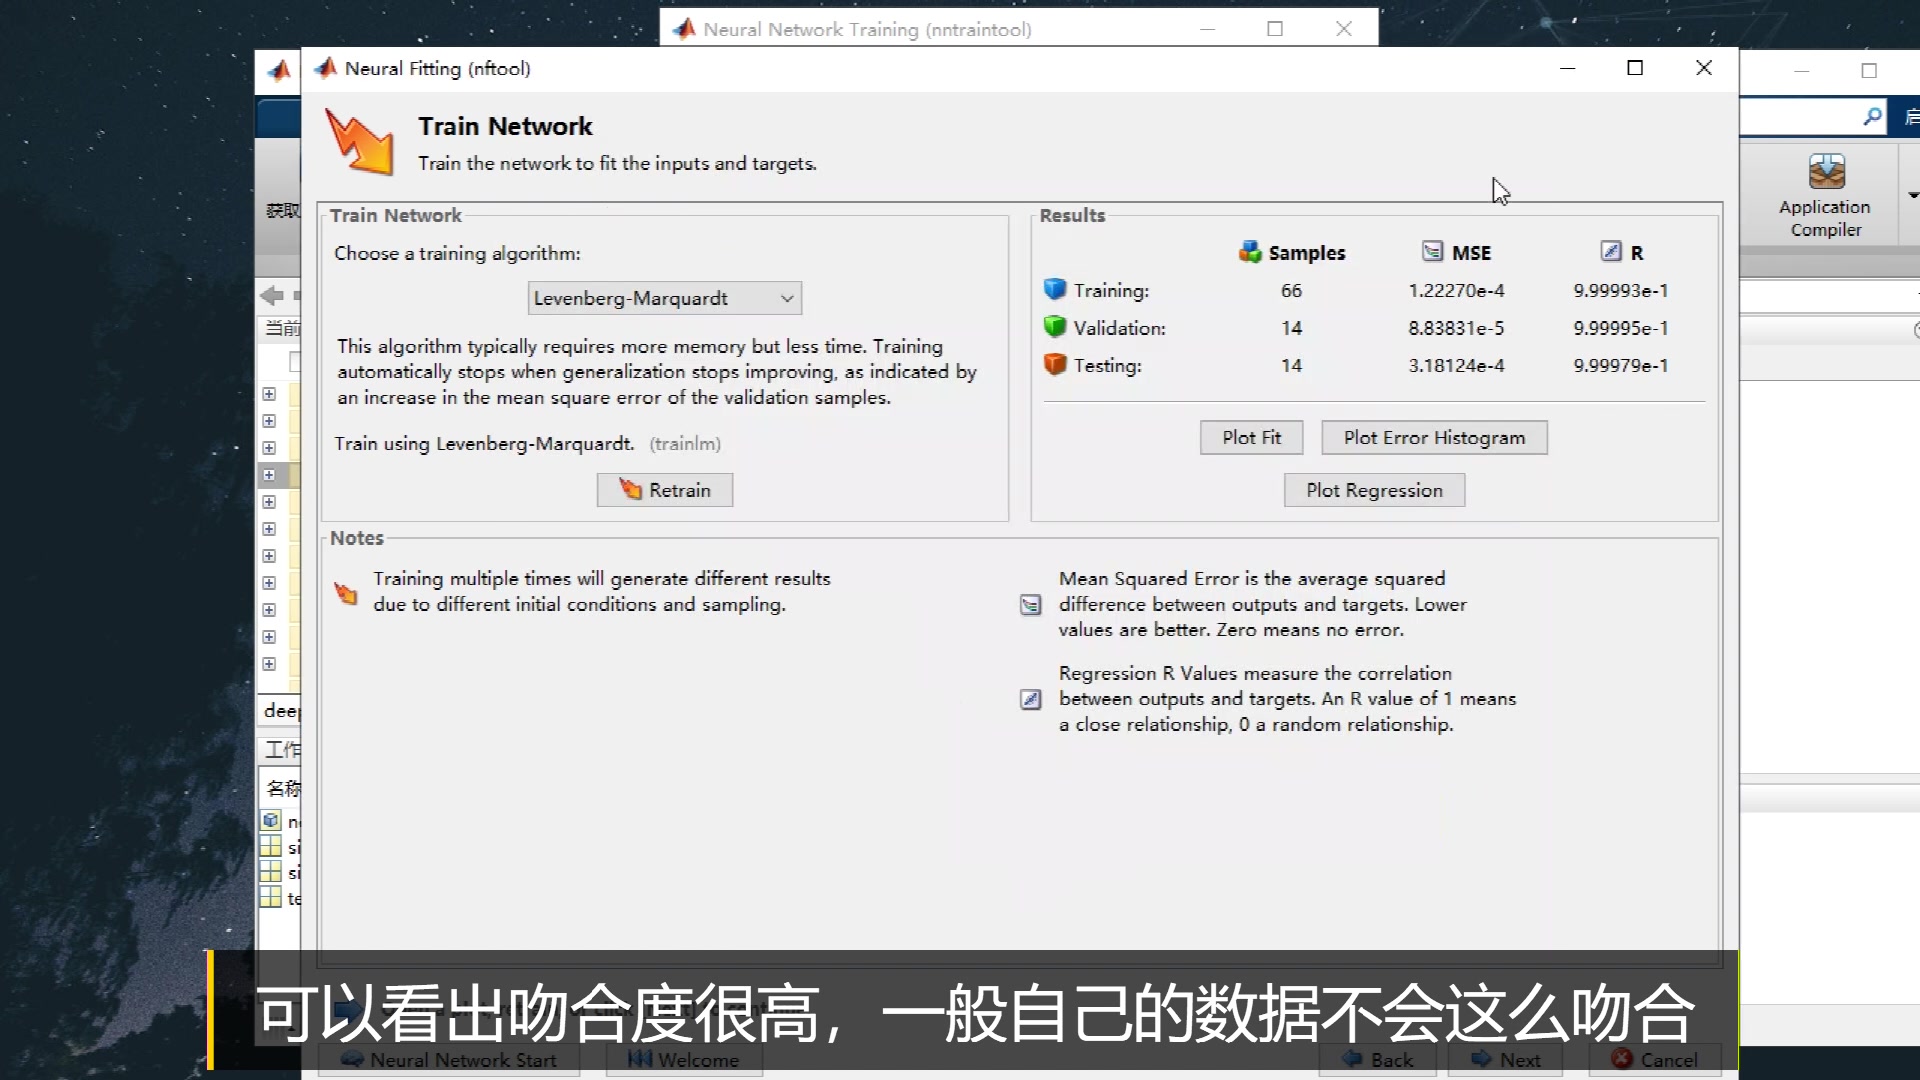 Neural Network Training (nntraintool)
Neural Fitting (nftool)
Train Network
Train the network to fit the inputs and targets.
获取
Application
Compiler
Train Network
Choose a training algorithm:
Levenberg-Marquardt
This algorithm typically requires more memory but less time. Training
automatically stops when generalization stops improving, as indicated by
an increase in the mean square error of the validation samples.
Train using Levenberg-Marquardt. (trainlm)
Retrain
Results
Samples MSE R
Training: 66 1.22270e-4 9.99993e-1
Validation: 14 8.83831e-5 9.99995e-1
Testing: 14 3.18124e-4 9.99979e-1
Plot Fit Plot Error Histogram
Plot Regression
Notes
Training multiple times will generate different results
due to different initial conditions and sampling.
Mean Squared Error is the average squared
difference between outputs and targets. Lower
values are better. Zero means no error.
Regression R Values measure the correlation
between outputs and targets. An R value of 1 means
a close relationship, 0 a random relationship.
当前
deep
工作
名称
可以看出吻合度很高，一般自己的数据不会这么吻合
Neural Network Start Welcome Back Next Cancel